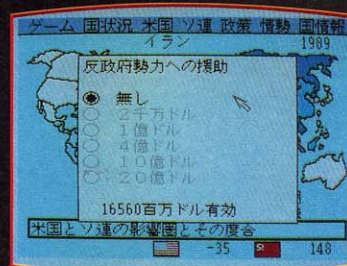 ゲーム 国状況 米国 ソ連 政策 情勢 国情報
イラン 1989
反政府勢力への援助
無し
2千万ドル
1億ドル
4億ドル
10億ドル
20億ドル
16560百万ドル有効
米国とソ連の影響圏とその度合
-35 148